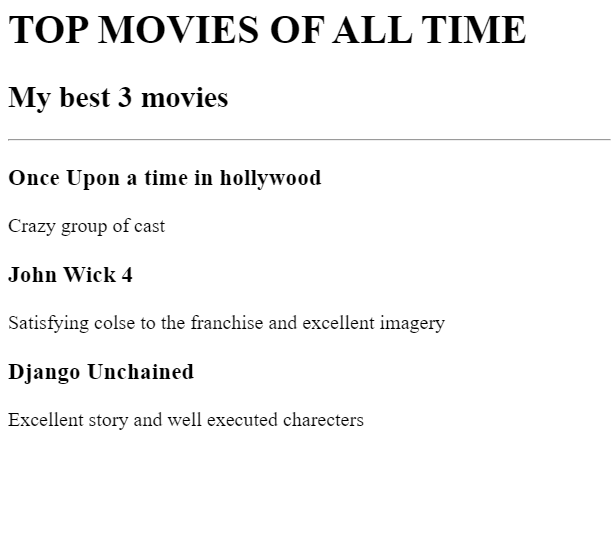 TOP MOVIES OF ALL TIME
My best 3 movies
Once Upon a time in hollywood
Crazy group of cast
John Wick 4
Satisfying colse to the franchise and excellent imagery
Django Unchained
Excellent story and well executed charecters